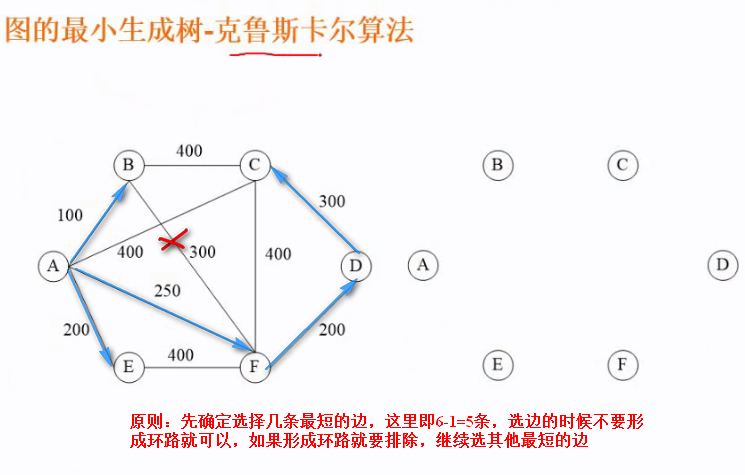 图的最小生成树-克鲁斯卡尔算法
B 400 C B C
100 300
A 400 300 400 D A D
250
200 200
E 400 F E F
原则：先确定选择几条最短的边，这里即6-1=5条，选边的时候不要形
成环路就可以，如果形成环路就要排除，继续选其他最短的边